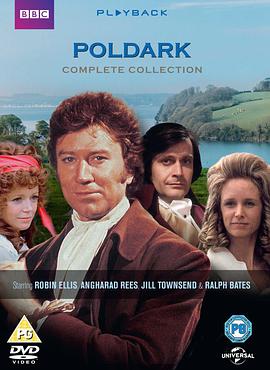 BBC
PLAYBACK
POLDARK
COMPLETE COLLECTION
Starring ROBIN ELLIS, ANGHARAD REES, JILL TOWNSEND & RALPH BATES
PG
DVD
VIDEO
PG
UNIVERSAL